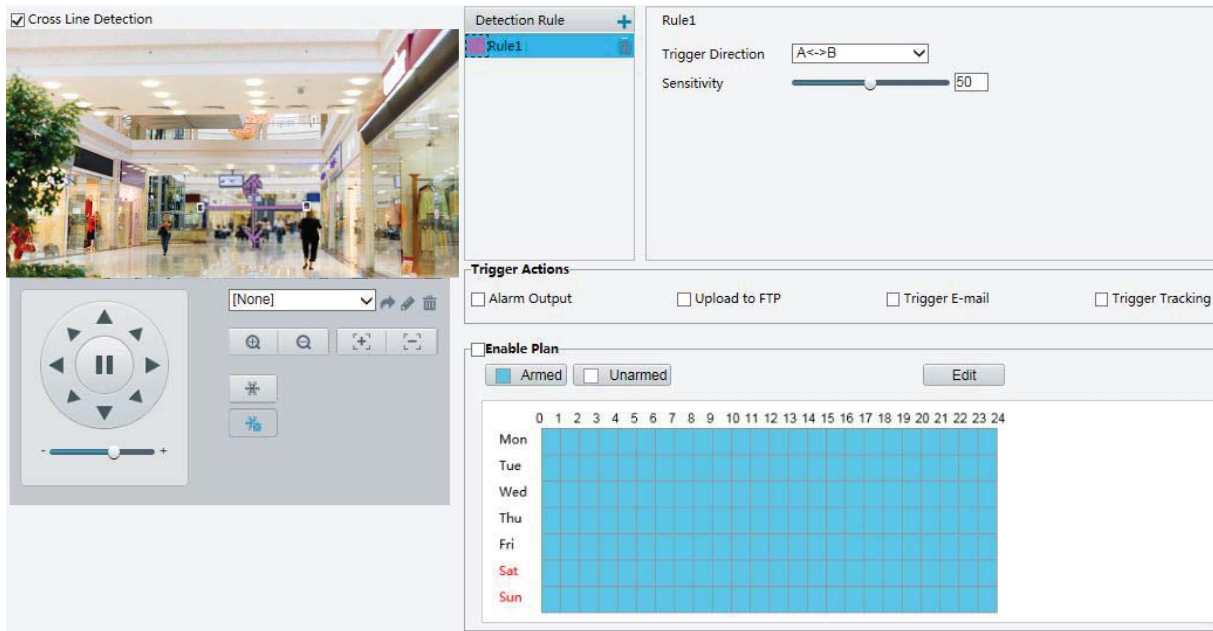 Cross Line Detection
Detection Rule
Rule1
Rule1
Trigger Direction A<->B
Sensitivity 50
Trigger Actions
Alarm Output Upload to FTP Trigger E-mail Trigger Tracking
[None]
Enable Plan
Armed Unarmed Edit
0 1 2 3 4 5 6 7 8 9 10 11 12 13 14 15 16 17 18 19 20 21 22 23 24
Mon
Tue
Wed
Thu
Fri
Sat
Sun
- +